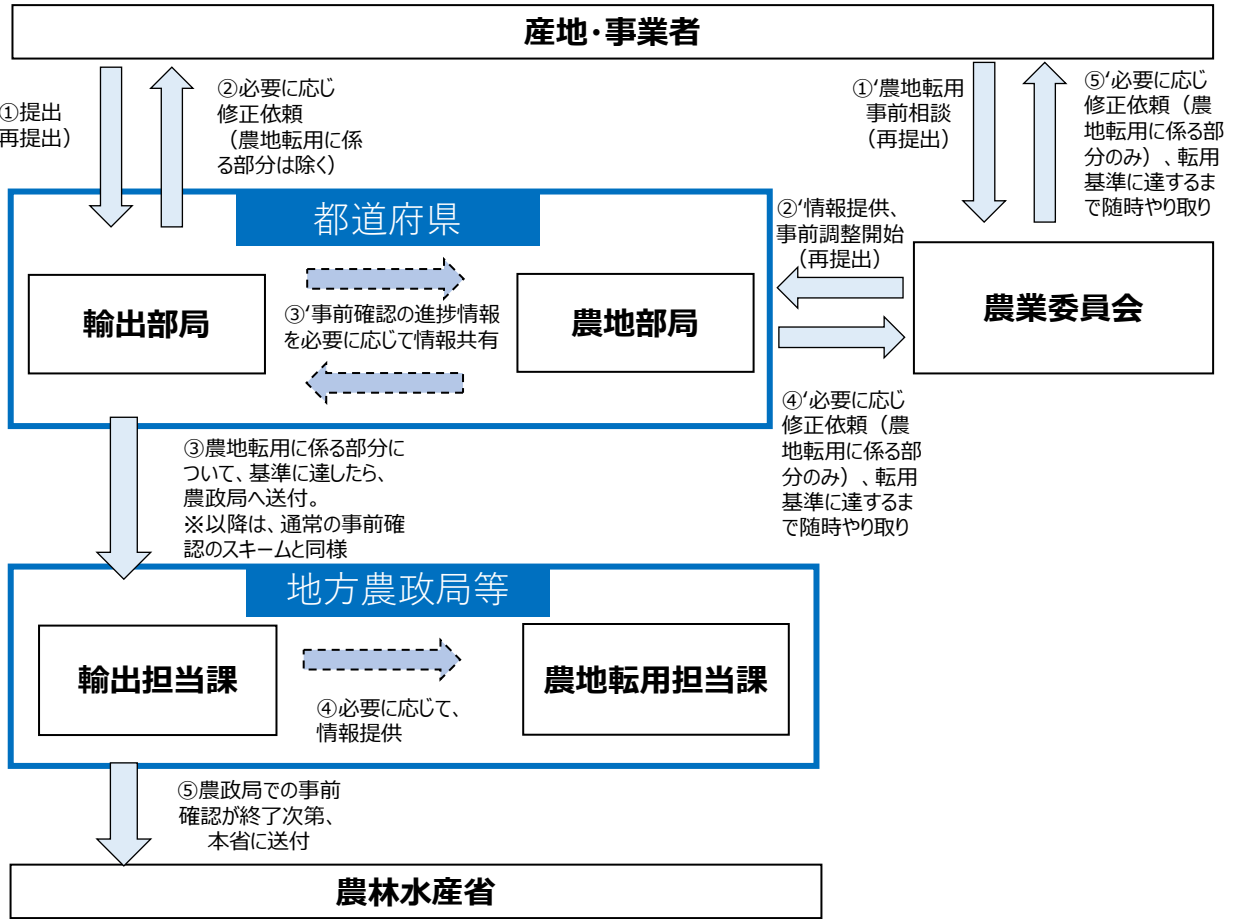 産地・事業者
①提出
再提出）
②必要に応じ
修正依頼
（農地転用に係
る部分は除く）
①‘農地転用
事前相談
（再提出）
⑤‘必要に応じ
修正依頼（農
地転用に係る部
分のみ）、転用
基準に達するま
で随時やり取り
都道府県
輸出部局
③‘事前確認の進捗情報
を必要に応じて情報共有
農地部局
②‘情報提供、
事前調整開始
（再提出）
農業委員会
④‘必要に応じ
修正依頼（農
地転用に係る部
分のみ）、転用
基準に達するま
で随時やり取り
③農地転用に係る部分に
ついて、基準に達したら、
農政局へ送付。
※以降は、通常の事前確
認のスキームと同様
地方農政局等
輸出担当課
④必要に応じて、
情報提供
農地転用担当課
⑤農政局での事前
確認が終了次第、
本省に送付
農林水産省